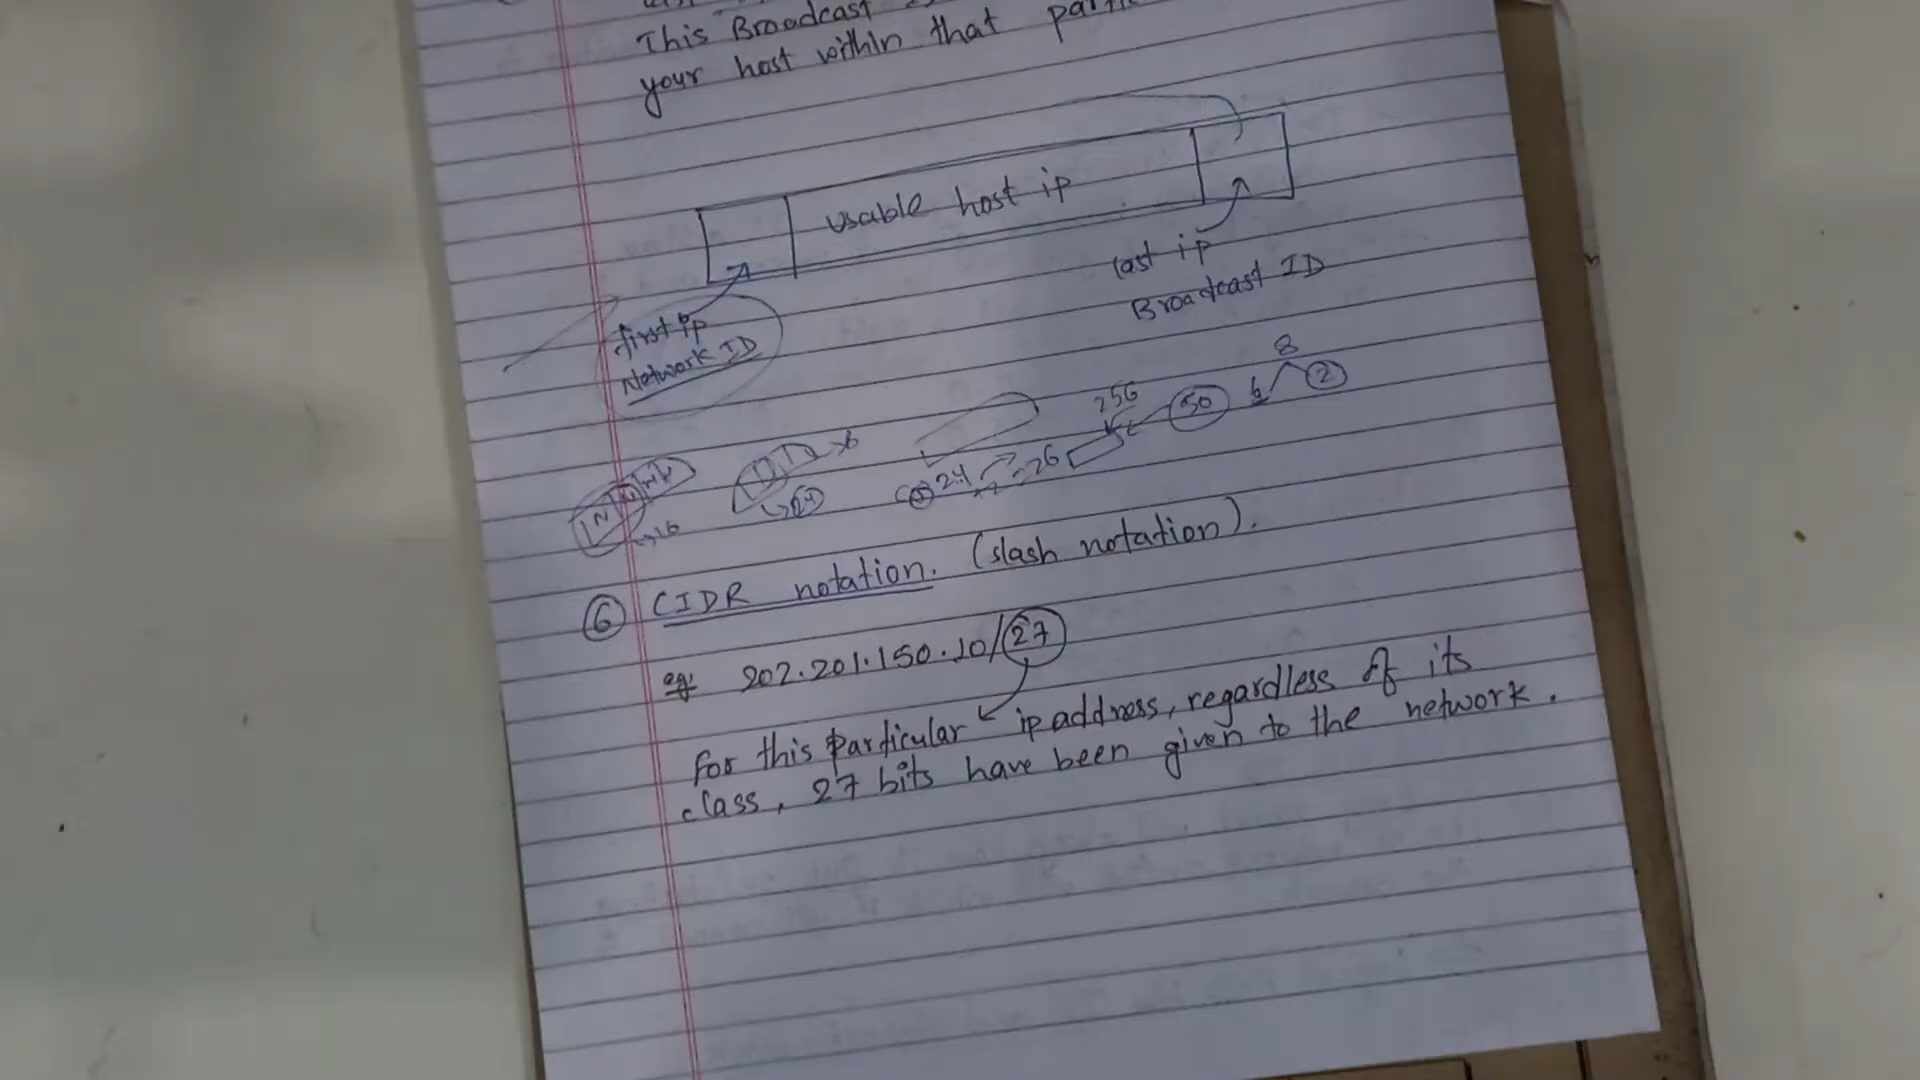 This Broadcast
your host within that
usable host ip
last ip
Broadcast ID
first ip
Network ID
8
256
50
6
2
24
26
6 CIDR notation. (slash notation).
eg: 202.201.150.10/27
for this particular ip address, regardless of its
class, 27 bits have been given to the network.